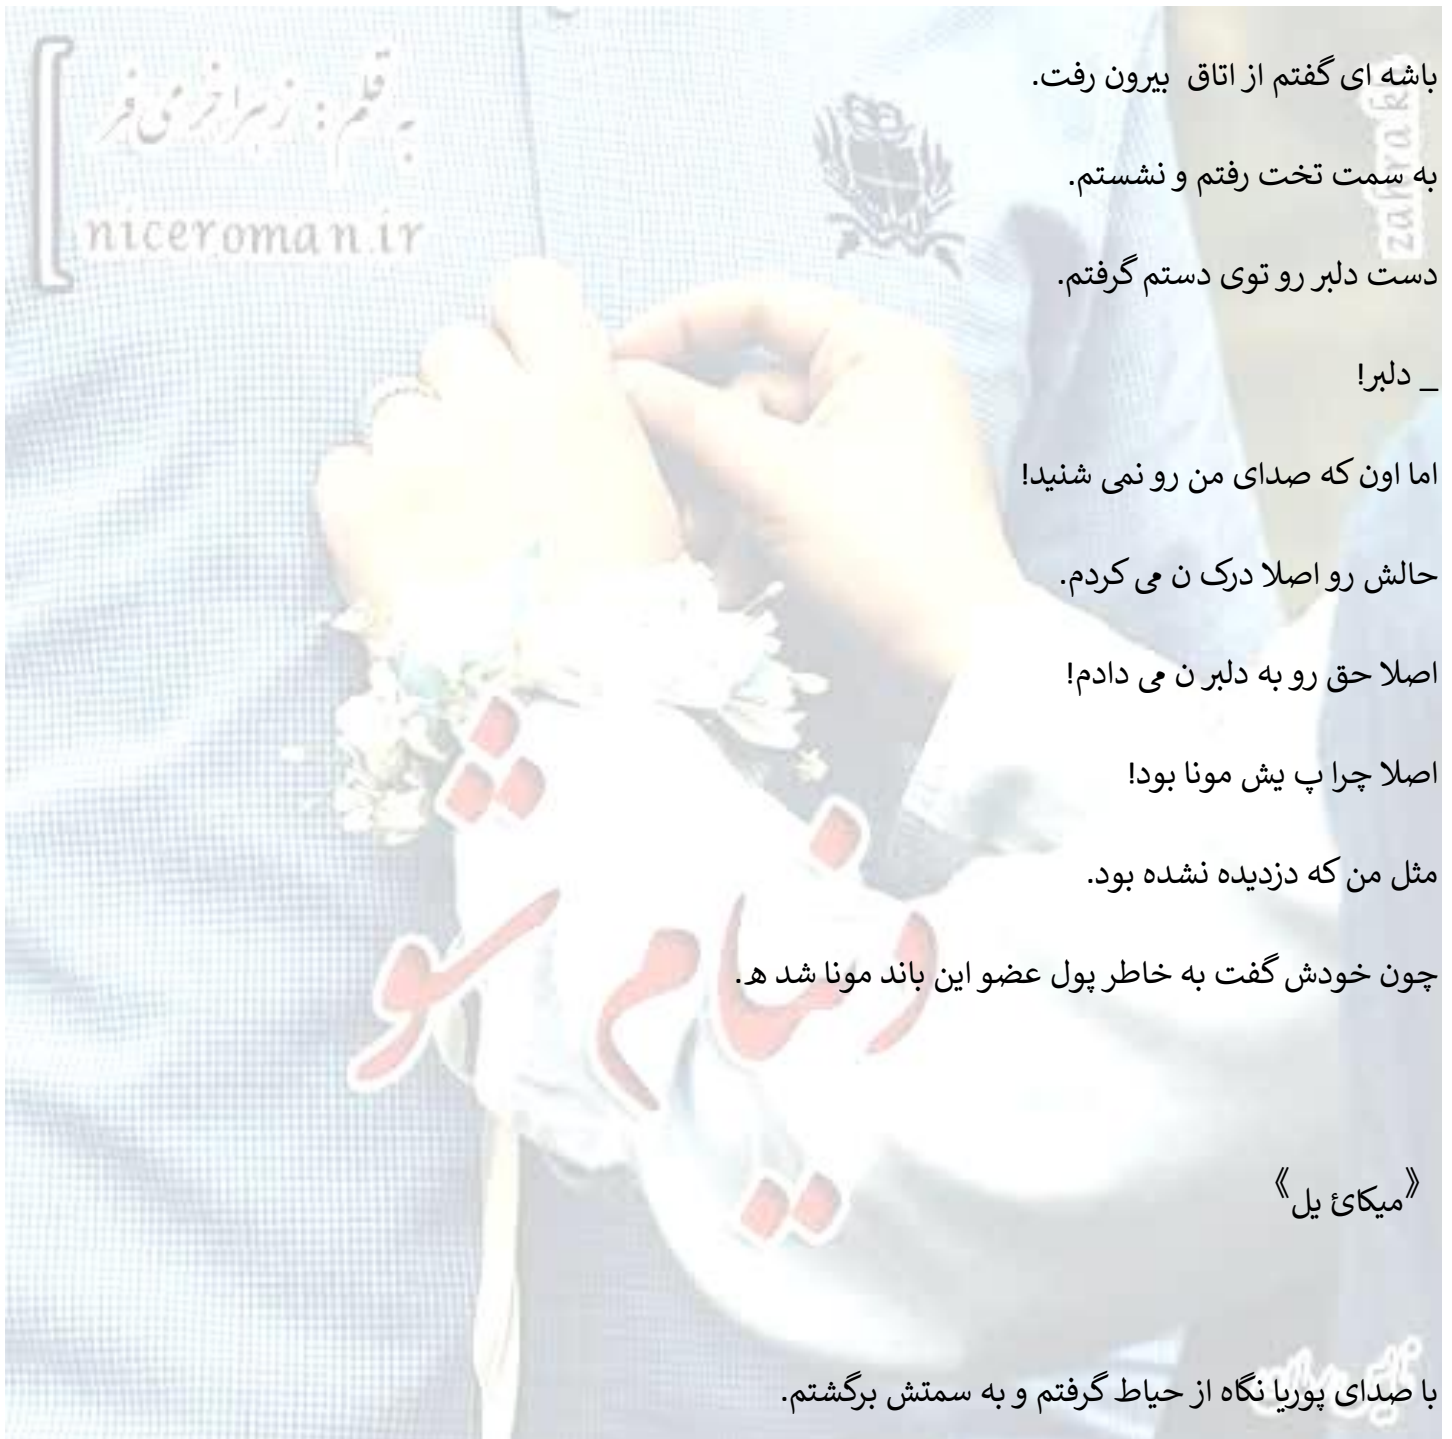 به قلم : زهرا خزمی فر
niceroman.ir
zahrakh
باشه ای گفتم از اتاق بیرون رفت.
به سمت تخت رفتم و نشستم.
دست دلبر رو توی دستم گرفتم.
_ دلبر!
اما اون که صدای من رو نمی شنید!
حالش رو اصلا درک ن می کردم.
اصلا حق رو به دلبر ن می دادم!
اصلا چرا پ یش مونا بود!
مثل من که دزدیده نشده بود.
چون خودش گفت به خاطر پول عضو این باند مونا شد ه.
دنیام شو
《میکائ یل》
با صدای پوریا نگاه از حیاط گرفتم و به سمتش برگشتم.